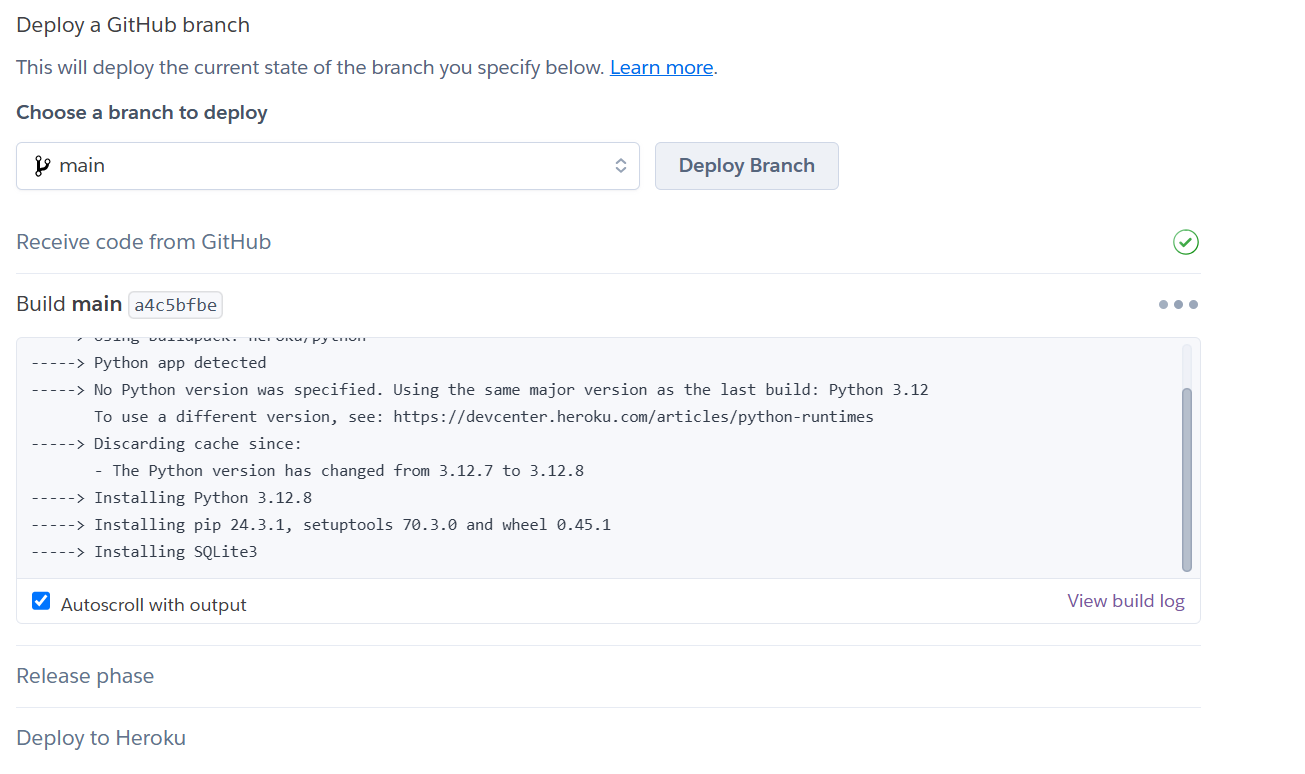 Deploy a GitHub branch
This will deploy the current state of the branch you specify below. Learn more.
Choose a branch to deploy
main
Deploy Branch
Receive code from GitHub
Build main a4c5bfbe
-----> Using buildpack: heroku/python
-----> Python app detected
-----> No Python version was specified. Using the same major version as the last build: Python 3.12
To use a different version, see: https://devcenter.heroku.com/articles/python-runtimes
-----> Discarding cache since:
- The Python version has changed from 3.12.7 to 3.12.8
-----> Installing Python 3.12.8
-----> Installing pip 24.3.1, setuptools 70.3.0 and wheel 0.45.1
-----> Installing SQLite3
Autoscroll with output
View build log
Release phase
Deploy to Heroku